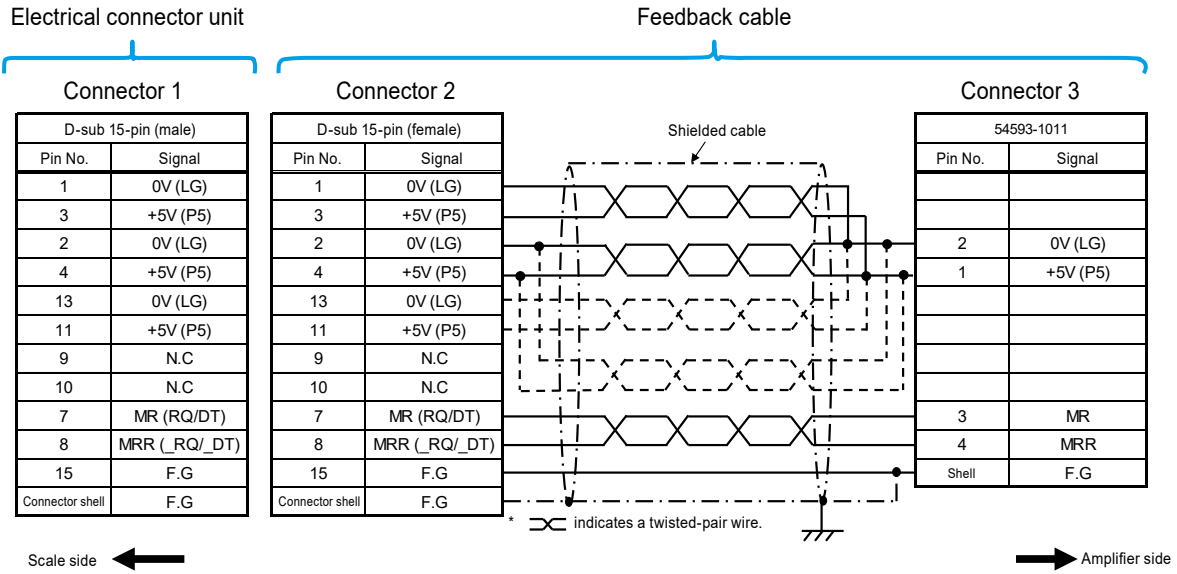 Electrical connector unit
Feedback cable
Connector 1
Connector 2
Connector 3
D-sub 15-pin (male)
Pin No. Signal
1 0V (LG)
3 +5V (P5)
2 0V (LG)
4 +5V (P5)
13 0V (LG)
11 +5V (P5)
9 N.C
10 N.C
7 MR (RQ/DT)
8 MRR (_RQ/_DT)
15 F.G
Connector shell F.G
D-sub 15-pin (female)
Pin No. Signal
1 0V (LG)
3 +5V (P5)
2 0V (LG)
4 +5V (P5)
13 0V (LG)
11 +5V (P5)
9 N.C
10 N.C
7 MR (RQ/DT)
8 MRR (_RQ/_DT)
15 F.G
Connector shell F.G
Shielded cable
54593-1011
Pin No. Signal
2 0V (LG)
1 +5V (P5)
3 MR
4 MRR
Shell F.G
* indicates a twisted-pair wire.
Scale side
Amplifier side